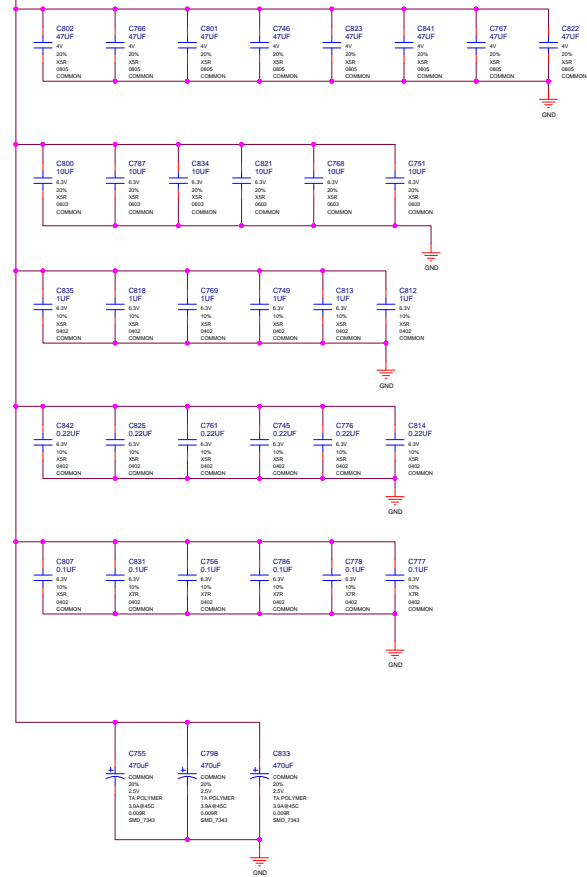 C802
47UF
4V
20%
X5R
0805
COMMON
C766
47UF
4V
20%
X5R
0805
COMMON
C801
47UF
4V
20%
X5R
0805
COMMON
C746
47UF
4V
20%
X5R
0805
COMMON
C823
47UF
4V
20%
X5R
0805
COMMON
C841
47UF
4V
20%
X5R
0805
COMMON
C767
47UF
4V
20%
X5R
0805
COMMON
C822
47UF
4V
20%
X5R
0805
COMMON
GND
C800
10UF
6.3V
20%
X5R
0603
COMMON
C787
10UF
6.3V
20%
X5R
0603
COMMON
C834
10UF
6.3V
20%
X5R
0603
COMMON
C821
10UF
6.3V
20%
X5R
0603
COMMON
C768
10UF
6.3V
20%
X5R
0603
COMMON
C751
10UF
6.3V
20%
X5R
0603
COMMON
GND
C835
1UF
6.3V
10%
X5R
0402
COMMON
C818
1UF
6.3V
10%
X5R
0402
COMMON
C769
1UF
6.3V
10%
X5R
0402
COMMON
C749
1UF
6.3V
10%
X5R
0402
COMMON
C813
1UF
6.3V
10%
X5R
0402
COMMON
C812
1UF
6.3V
10%
X5R
0402
COMMON
GND
C842
0.22UF
6.3V
10%
X5R
0402
COMMON
C825
0.22UF
6.3V
10%
X5R
0402
COMMON
C761
0.22UF
6.3V
10%
X5R
0402
COMMON
C745
0.22UF
6.3V
10%
X5R
0402
COMMON
C776
0.22UF
6.3V
10%
X5R
0402
COMMON
C814
0.22UF
6.3V
10%
X5R
0402
COMMON
GND
C807
0.1UF
6.3V
10%
X5R
0402
COMMON
C831
0.1UF
6.3V
10%
X7R
0402
COMMON
C756
0.1UF
6.3V
10%
X7R
0402
COMMON
C786
0.1UF
6.3V
10%
X7R
0402
COMMON
C778
0.1UF
6.3V
10%
X7R
0402
COMMON
C777
0.1UF
6.3V
10%
X7R
0402
COMMON
GND
C755
470uF
COMMON
20%
2.5V
TA POLYMER
3.9A@45C
0.009R
SMD_7343
C798
470uF
COMMON
20%
2.5V
TA POLYMER
3.9A@45C
0.009R
SMD_7343
C833
470uF
COMMON
20%
2.5V
TA POLYMER
3.9A@45C
0.009R
SMD_7343
GND